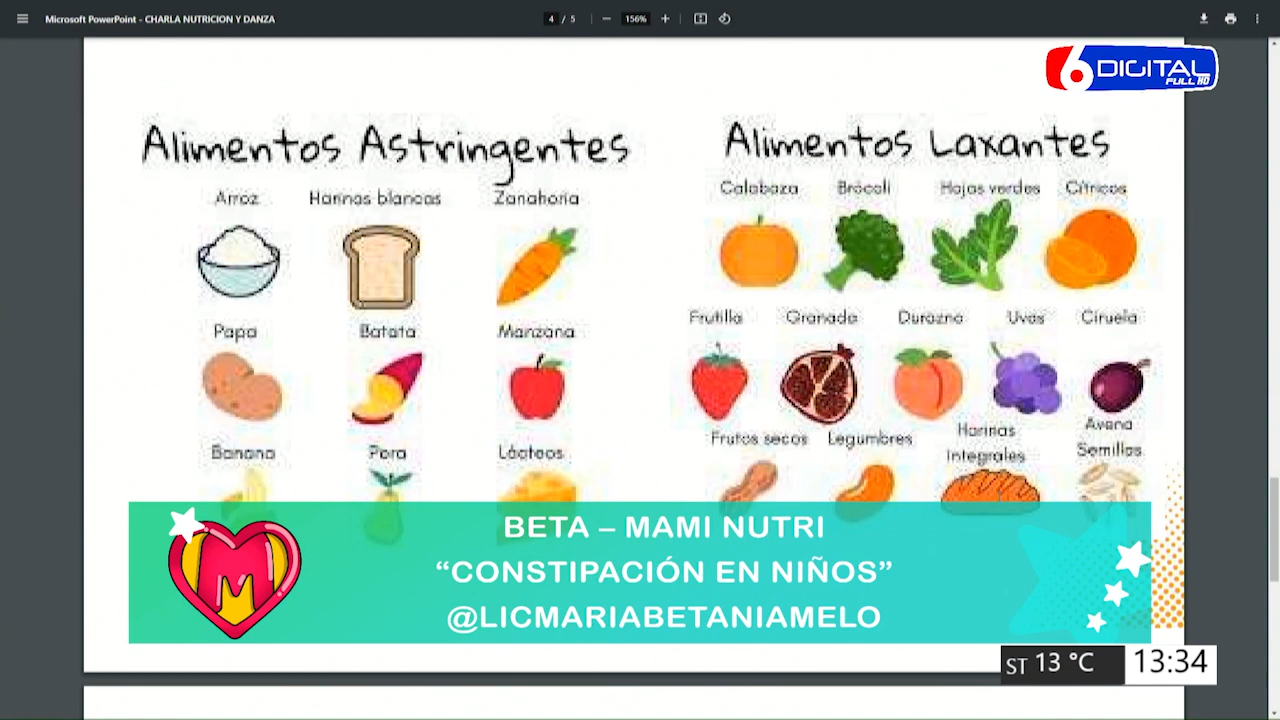 Microsoft PowerPoint - CHARLA NUTRICION Y DANZA
4 / 5
156%
6 DIGITAL
FULL HD
Alimentos Astringentes
Alimentos Laxantes
Arroz
Harinas blancas
Zanahoria
Calabaza
Brócoli
Hojas verdes
Cítricos
Papa
Batata
Manzana
Frutilla
Granada
Durazno
Uvas
Ciruela
Banana
Pera
Lácteos
Frutos secos
Legumbres
Harinas
Integrales
Avena
Semillas
M
BETA – MAMI NUTRI
“CONSTIPACIÓN EN NIÑOS”
@LICMARIABETANIAMELO
ST 13 °C
13:34